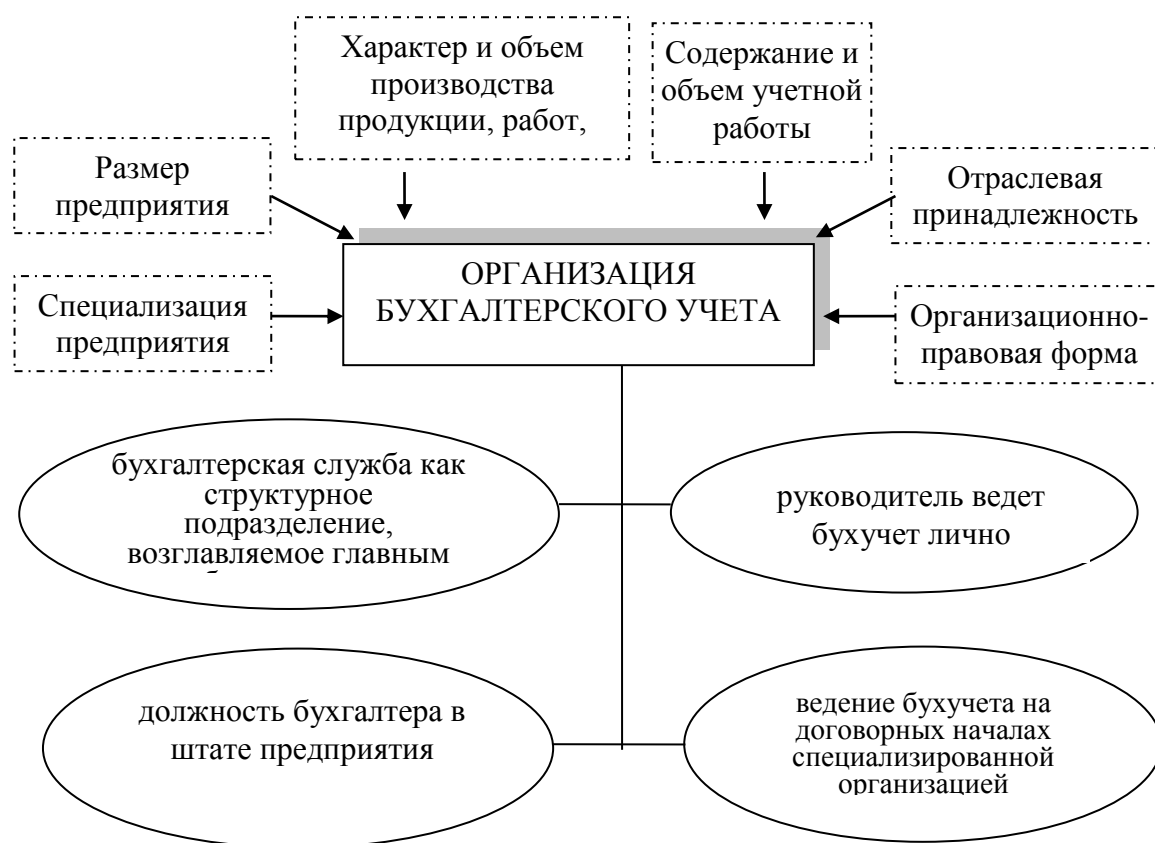 Характер и объем
производства
продукции, работ,
Содержание и
объем учетной
работы
Размер
предприятия
Отраслевая
принадлежность
ОРГАНИЗАЦИЯ
БУХГАЛТЕРСКОГО УЧЕТА
Специализация
предприятия
Организационно-
правовая форма
бухгалтерская служба как
структурное
подразделение,
возглавляемое главным
руководитель ведет
бухучет лично
должность бухгалтера в
штате предприятия
ведение бухучета на
договорных началах
специализированной
организацией